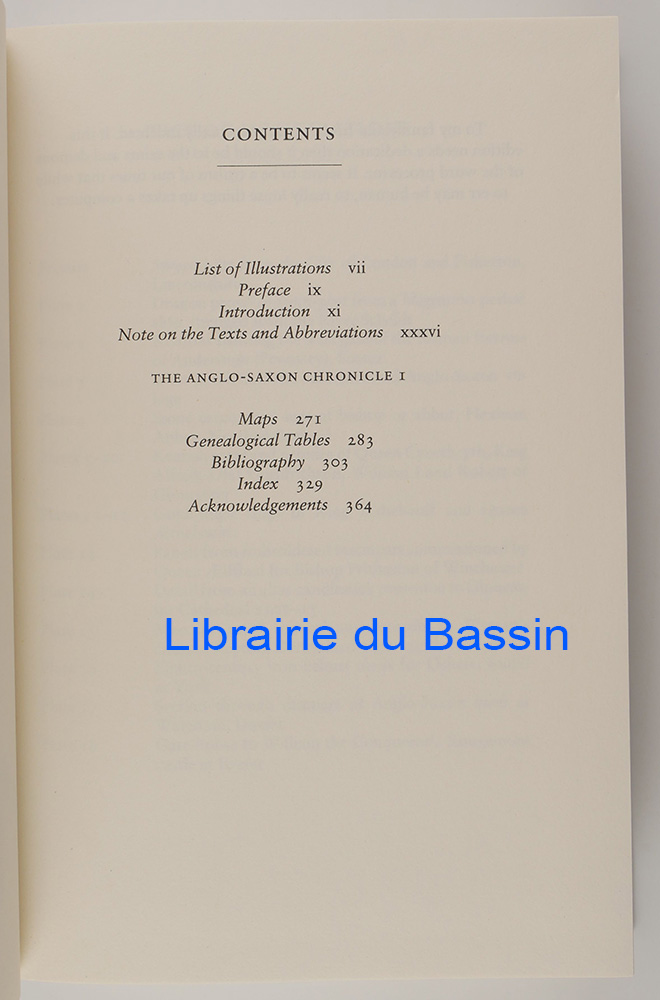 CONTENTS
List of Illustrations vii
Preface ix
Introduction xi
Note on the Texts and Abbreviations xxxvi
THE ANGLO-SAXON CHRONICLE 1
Maps 271
Genealogical Tables 283
Bibliography 303
Index 329
Acknowledgements 364
Librairie du Bassin